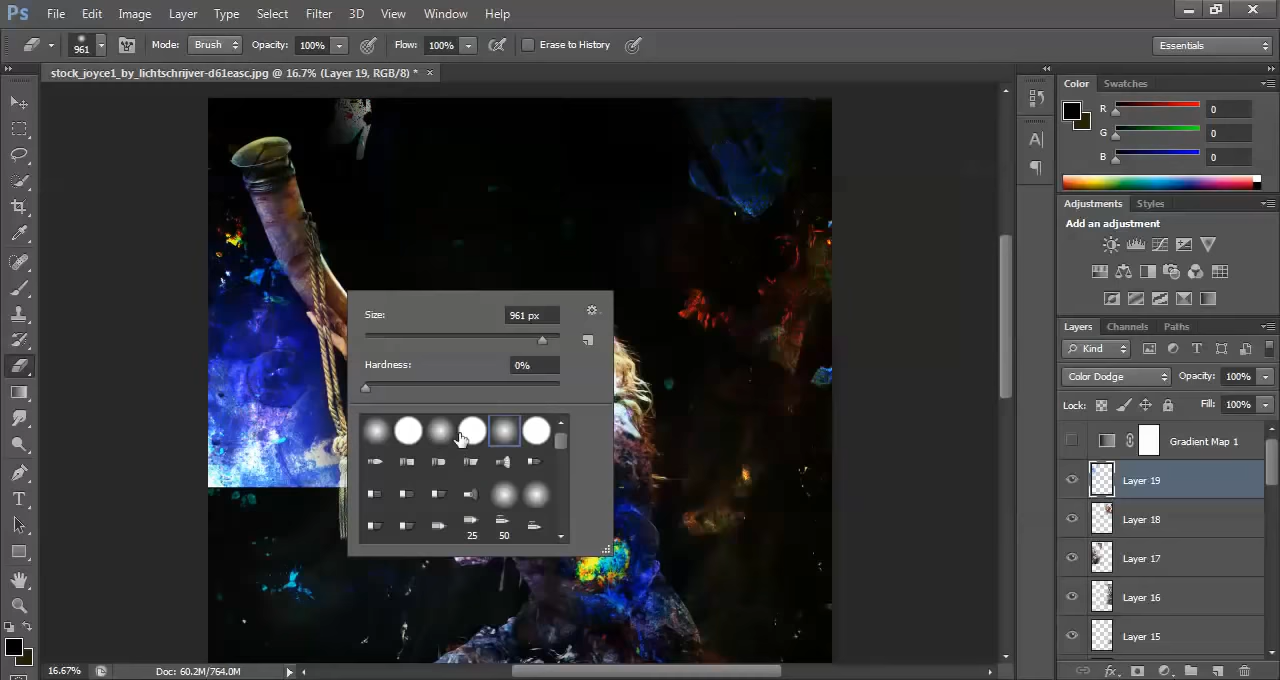 Ps File Edit Image Layer Type Select Filter 3D View Window Help
961 Mode: Brush Opacity: 100% Flow: 100% Erase to History Essentials
stock_joyce1_by_lichtschrijver-d61easc.jpg @ 16.7% (Layer 19, RGB/8) * ×
Color Swatches
R 0
G 0
B 0
Adjustments Styles
Add an adjustment
Size: 961 px
Hardness: 0%
25 50
Layers Channels Paths
Kind
Color Dodge Opacity: 100%
Lock: Fill: 100%
Gradient Map 1
Layer 19
Layer 18
Layer 17
Layer 16
Layer 15
16.67% Doc: 60.2M/764.0M